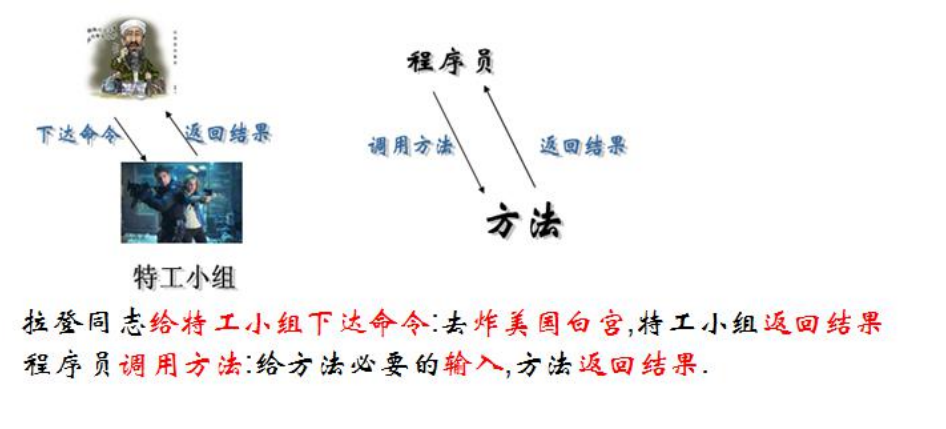 程序员
下达命令
返回结果
调用方法
返回结果
方法
特工小组
拉登同志给特工小组下达命令:去炸美国白宫,特工小组返回结果
程序员调用方法:给方法必要的输入,方法返回结果.